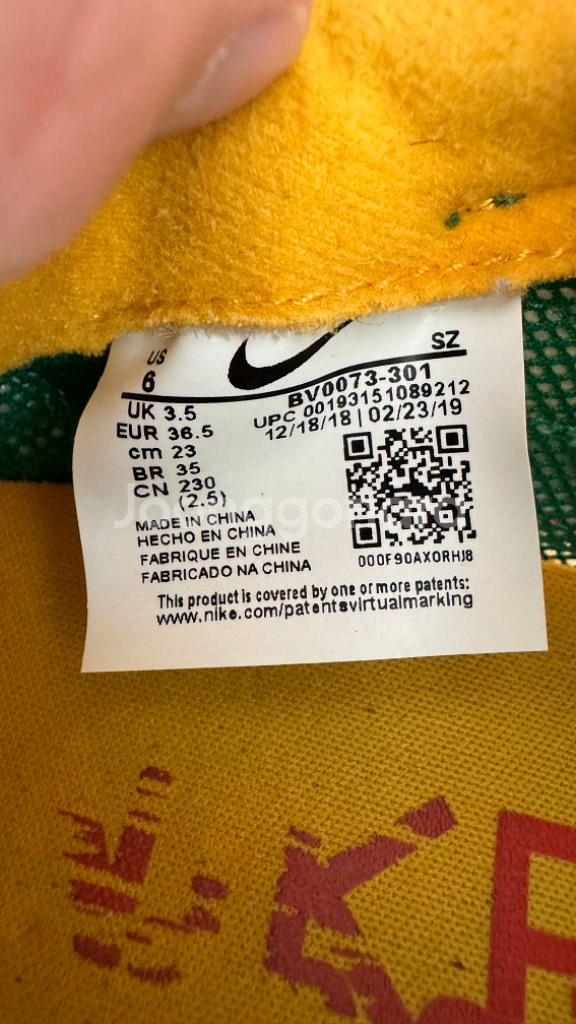 US SZ
6
BV0073-301
UK 3.5 UPC 00193151089212
EUR 36.5 12/18/18 | 02/23/19
cm 23
BR 35
CN 230
(2.5)
MADE IN CHINA
HECHO EN CHINA
FABRIQUE EN CHINE
FABRICADO NA CHINA
000F90AXORHJ8
This product is covered by one or more patents:
www.nike.com/patentsvirtualmarking